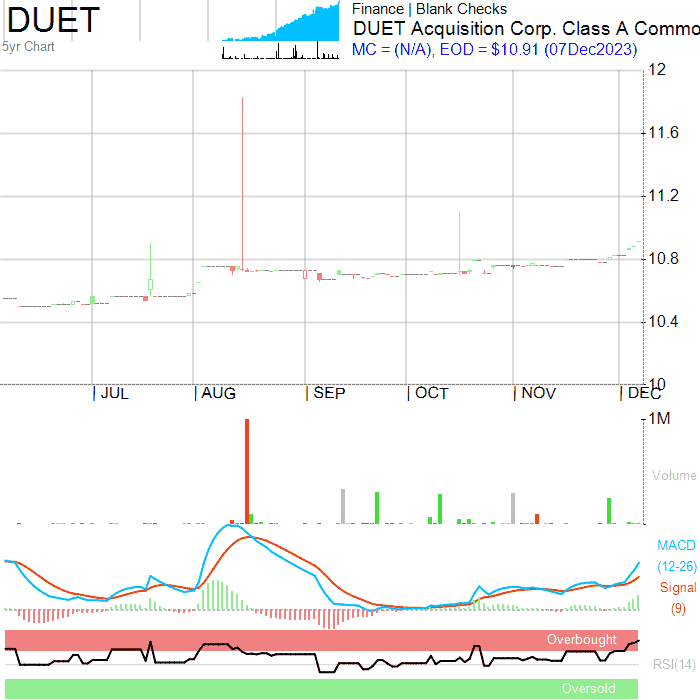 DUET
5yr Chart
Finance | Blank Checks
DUET Acquisition Corp. Class A Commo
MC = (N/A), EOD = $10.91 (07Dec2023)
12
11.6
11.2
10.8
10.4
10
| JUL | AUG | SEP | OCT | NOV | DEC
1M
Volume
MACD
(12-26)
Signal
(9)
Overbought
RSI(14)
Oversold